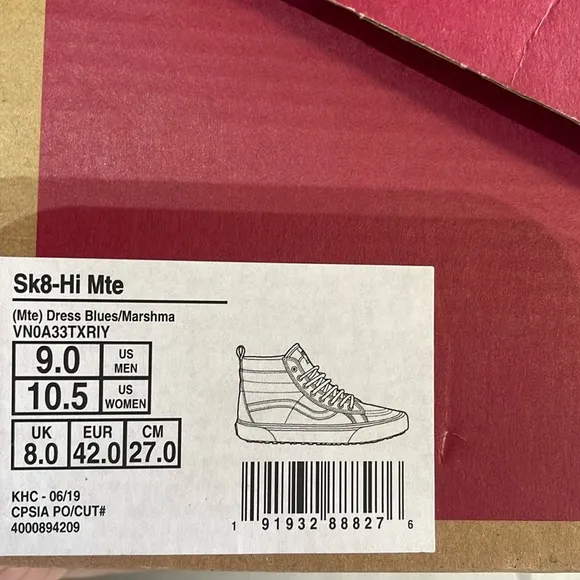 Sk8-Hi Mte
(Mte) Dress Blues/Marshma
VN0A33TXRIY
9.0 US MEN
10.5 US WOMEN
UK EUR CM
8.0 42.0 27.0
KHC - 06/19
CPSIA PO/CUT#
4000894209
1 91932 88827 6